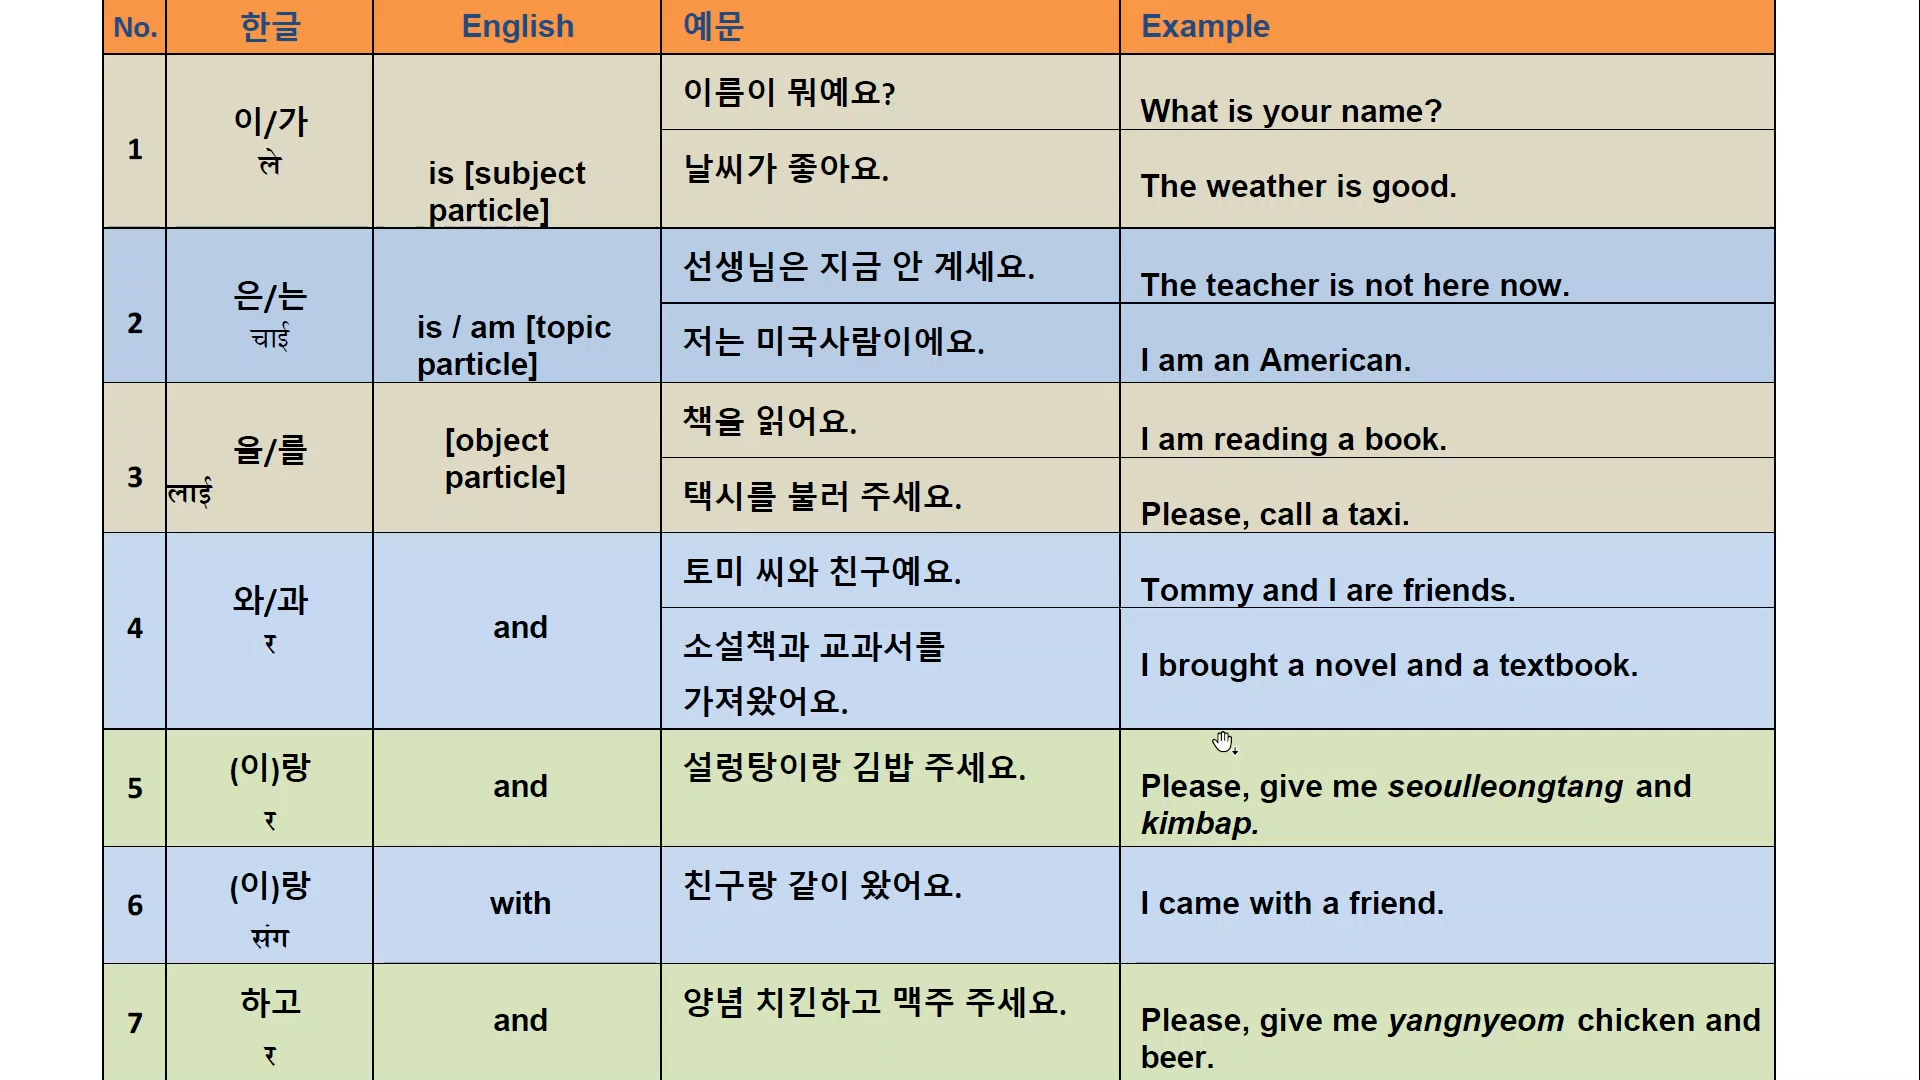 No. 한글 English 예문 Example
1
이/가
ले
is [subject
particle]
이름이 뭐예요?
What is your name?
날씨가 좋아요.
The weather is good.
2
은/는
चाई
is / am [topic
particle]
선생님은 지금 안 계세요.
The teacher is not here now.
저는 미국사람이에요.
I am an American.
3
을/를
लाई
[object
particle]
책을 읽어요.
I am reading a book.
택시를 불러 주세요.
Please, call a taxi.
4
와/과
र
and
토미 씨와 친구예요.
Tommy and I are friends.
소설책과 교과서를
가져왔어요.
I brought a novel and a textbook.
5
(이)랑
र
and
설렁탕이랑 김밥 주세요.
Please, give me seoulleongtang and
kimbap.
6
(이)랑
संग
with
친구랑 같이 왔어요.
I came with a friend.
7
하고
र
and
양념 치킨하고 맥주 주세요.
Please, give me yangnyeom chicken and
beer.